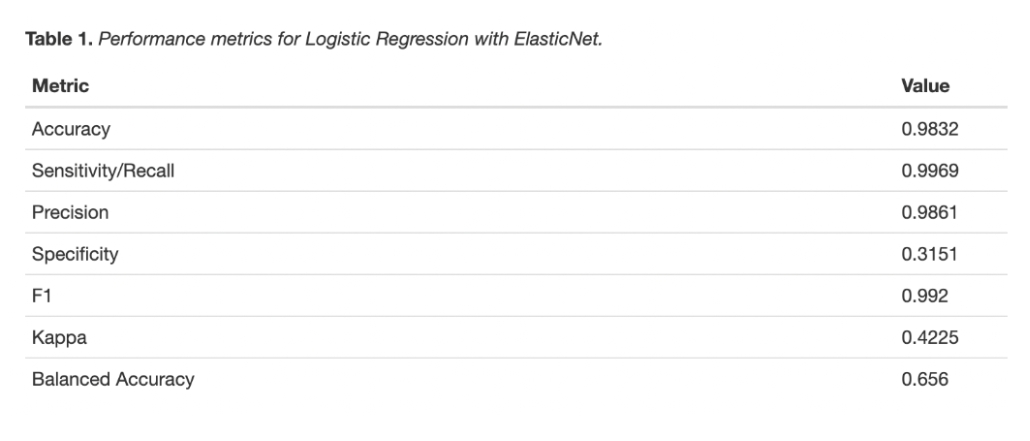 Table 1. Performance metrics for Logistic Regression with ElasticNet.
Metric Value
Accuracy 0.9832
Sensitivity/Recall 0.9969
Precision 0.9861
Specificity 0.3151
F1 0.992
Kappa 0.4225
Balanced Accuracy 0.656